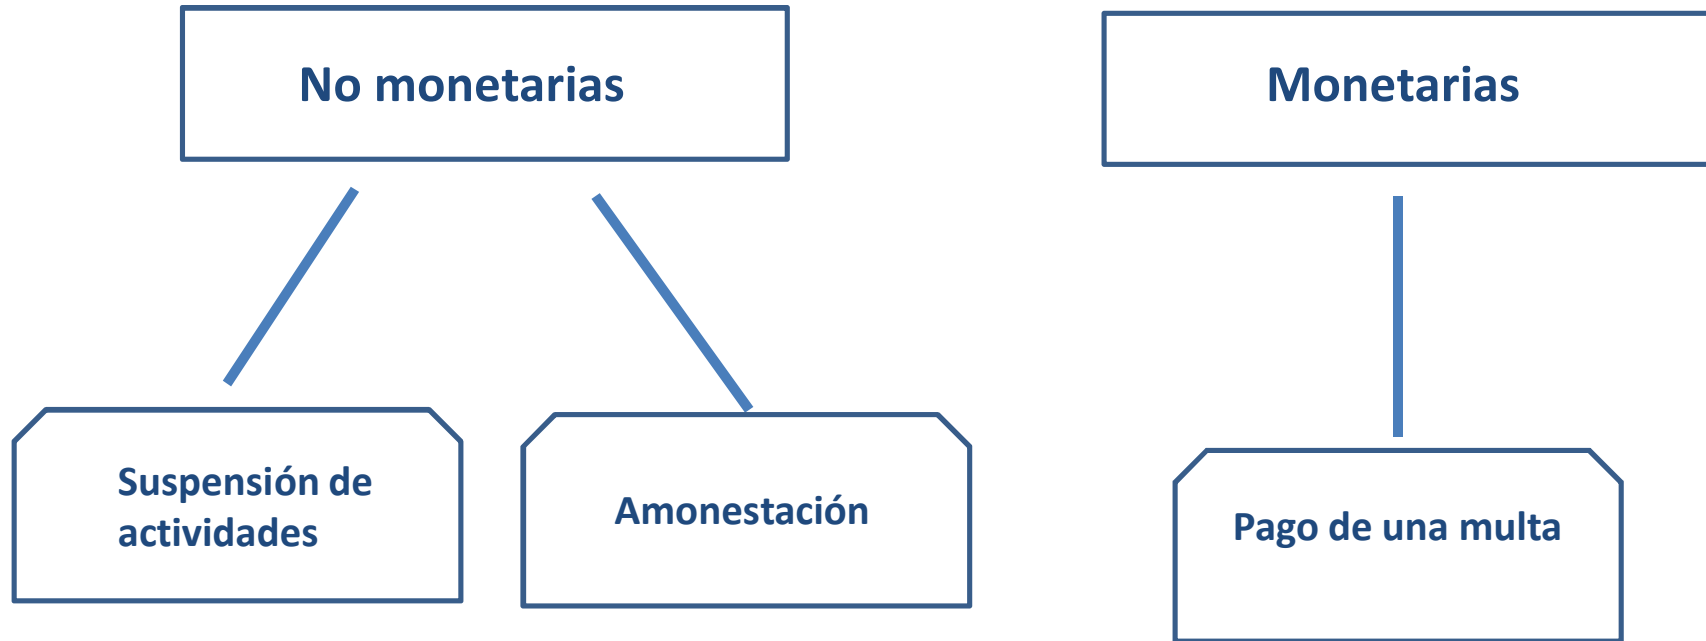 No monetarias
Monetarias
Suspensión de
actividades
Amonestación
Pago de una multa